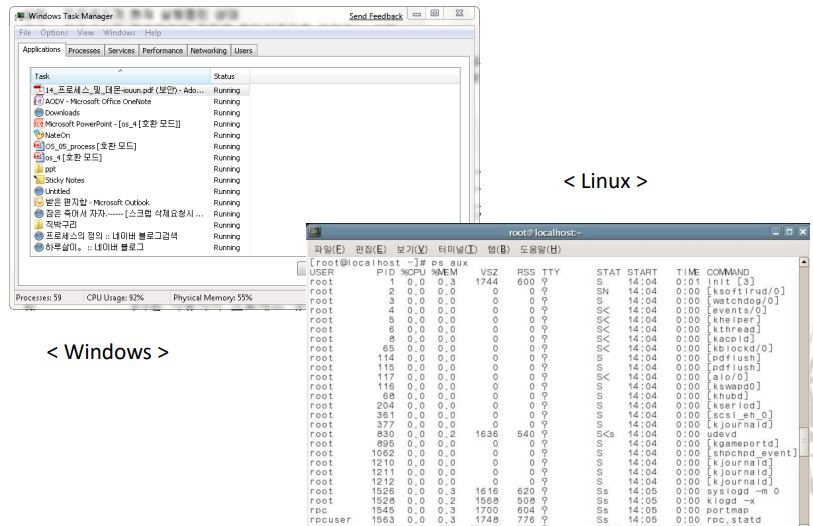 Windows Task Manager
Send Feedback
File Options View Windows Help
Applications Processes Services Performance Networking Users
Task Status
14_프로세스_및_데몬-iouun.pdf (보안) - Ado... Running
AODV - Microsoft Office OneNote Running
Downloads Running
Microsoft PowerPoint - [os_4 [호환 모드]] Running
NateOn Running
OS_05_process [호환 모드] Running
os_4 [호환 모드] Running
ppt Running
Sticky Notes Running
Untitled Running
받은 편지함 - Microsoft Outlook Running
잠은 죽어서 자자.------ [스크랩 삭제요청시 ... Running
직박구리 Running
프로세스의 정의 :: 네이버 블로그검색 Running
하루살이。 :: 네이버 블로그 Running
Processes: 59 CPU Usage: 92% Physical Memory: 55%
< Windows >
< Linux >
root@localhost:~
파일(F) 편집(E) 보기(V) 터미널(T) 탭(B) 도움말(H)
[root@localhost ~]# ps aux
USER PID %CPU %MEM VSZ RSS TTY STAT START TIME COMMAND
root 1 0.0 0.3 1744 600 ? S 14:04 0:01 init [3]
root 2 0.0 0.0 0 0 ? SN 14:04 0:00 [ksoftirqd/0]
root 3 0.0 0.0 0 0 ? S 14:04 0:00 [watchdog/0]
root 4 0.0 0.0 0 0 ? S< 14:04 0:00 [events/0]
root 5 0.0 0.0 0 0 ? S< 14:04 0:00 [khelper]
root 6 0.0 0.0 0 0 ? S< 14:04 0:00 [kthread]
root 8 0.0 0.0 0 0 ? S< 14:04 0:00 [kacpid]
root 65 0.0 0.0 0 0 ? S< 14:04 0:00 [kblockd/0]
root 114 0.0 0.0 0 0 ? S 14:04 0:00 [pdflush]
root 115 0.0 0.0 0 0 ? S 14:04 0:00 [pdflush]
root 117 0.0 0.0 0 0 ? S< 14:04 0:00 [aio/0]
root 116 0.0 0.0 0 0 ? S 14:04 0:00 [kswapd0]
root 68 0.0 0.0 0 0 ? S 14:04 0:00 [khubd]
root 204 0.0 0.0 0 0 ? S 14:04 0:00 [kseriod]
root 361 0.0 0.0 0 0 ? S 14:04 0:00 [scsi_eh_0]
root 377 0.0 0.0 0 0 ? S 14:04 0:00 [kjournald]
root 830 0.0 0.2 1636 540 ? S<s 14:04 0:00 udevd
root 895 0.0 0.0 0 0 ? S 14:04 0:00 [kgameportd]
root 1062 0.0 0.0 0 0 ? S 14:04 0:00 [shpchpd_event]
root 1210 0.0 0.0 0 0 ? S 14:04 0:00 [kjournald]
root 1211 0.0 0.0 0 0 ? S 14:04 0:00 [kjournald]
root 1212 0.0 0.0 0 0 ? S 14:04 0:00 [kjournald]
root 1526 0.0 0.3 1616 620 ? Ss 14:05 0:00 syslogd -m 0
root 1528 0.0 0.2 1568 508 ? Ss 14:05 0:00 klogd -x
rpc 1545 0.0 0.3 1700 604 ? Ss 14:05 0:00 portmap
rpcuser 1563 0.0 0.3 1748 776 ? Ss 14:05 0:00 rpc.statd